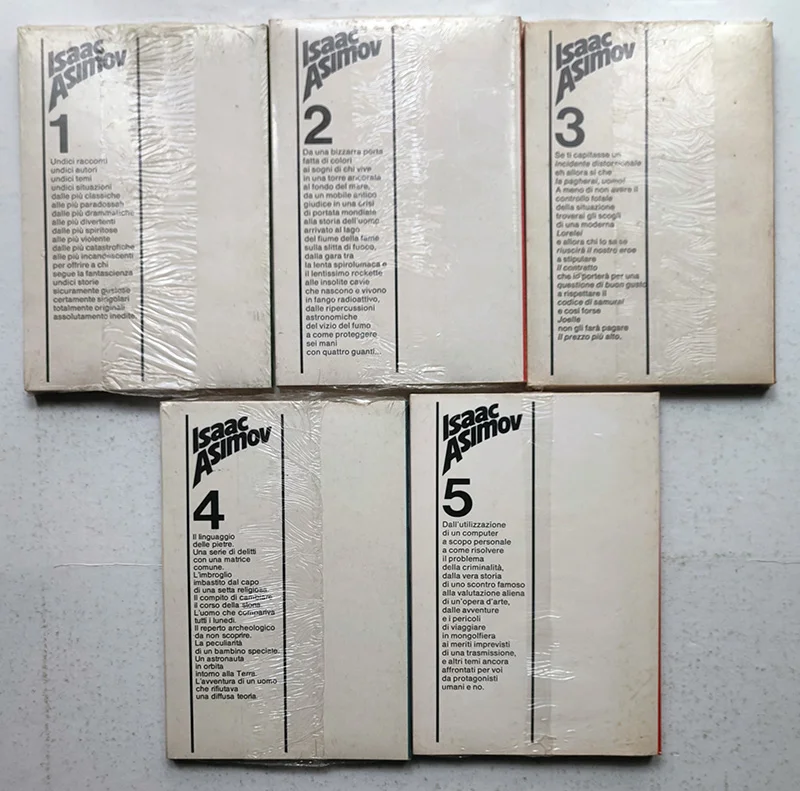 Isaac
Asimov
1
Undici racconti
undici autori
undici temi
undici situazioni
dalle più classiche
alle più paradossali
dalle più drammatiche
alle più divertenti
dalle più spiritose
alle più violente
dalle più catastrofiche
alle più incandescenti
per offrire a chi
segue la fantascienza
undici storie
sicuramente gustose
certamente singolari
totalmente originali
assolutamente inedite.
Isaac
Asimov
2
Da una bizzarra porta
fatta di colori
ai sogni di chi vive
in una torre ancorata
al fondo del mare,
da un mobile antico
giudice in una crisi
di portata mondiale
alla storia dell'uomo
arrivato al lago
del fiume della fame
sulla slitta di fuoco,
dalla gara tra
la lenta spirolumaca e
il lentissimo rockette
alle insolite cavie
che nascono e vivono
in fango radioattivo,
dalle ripercussioni
astronomiche
del vizio del fumo
a come proteggere
sei mani
con quattro guanti...
Isaac
Asimov
3
Se ti capitasse un
incidente distorsionale
eh allora sì che
la pagherai, uomo!
A meno di non avere il
controllo totale
della situazione
troverai gli scogli
di una moderna
Lorelei
e allora chi lo sa se
riuscirà il nostro eroe
a stipulare
il contratto
che lo porterà per una
questione di buon gusto
a rispettare il
codice di samurai
e così forse
Joelle
non gli farà pagare
Il prezzo più alto.
Isaac
Asimov
4
Il linguaggio
delle pietre.
Una serie di delitti
con una matrice
comune.
L'imbroglio
imbastito dal capo
di una setta religiosa.
Il compito di cambiare
il corso della storia.
L'uomo che compariva
tutti i lunedì.
Il reperto archeologico
da non scoprire.
La peculiarità
di un bambino speciale.
Un astronauta
in orbita
intorno alla Terra.
L'avventura di un uomo
che rifiutava
una diffusa teoria.
Isaac
Asimov
5
Dall'utilizzazione
di un computer
a scopo personale
a come risolvere
il problema
della criminalità,
dalla vera storia
di uno scontro famoso
alla valutazione aliena
di un'opera d'arte,
dalle avventure
e i pericoli
di viaggiare
in mongolfiera
ai meriti imprevisti
di una trasmissione,
e altri temi ancora
affrontati per voi
da protagonisti
umani e no.